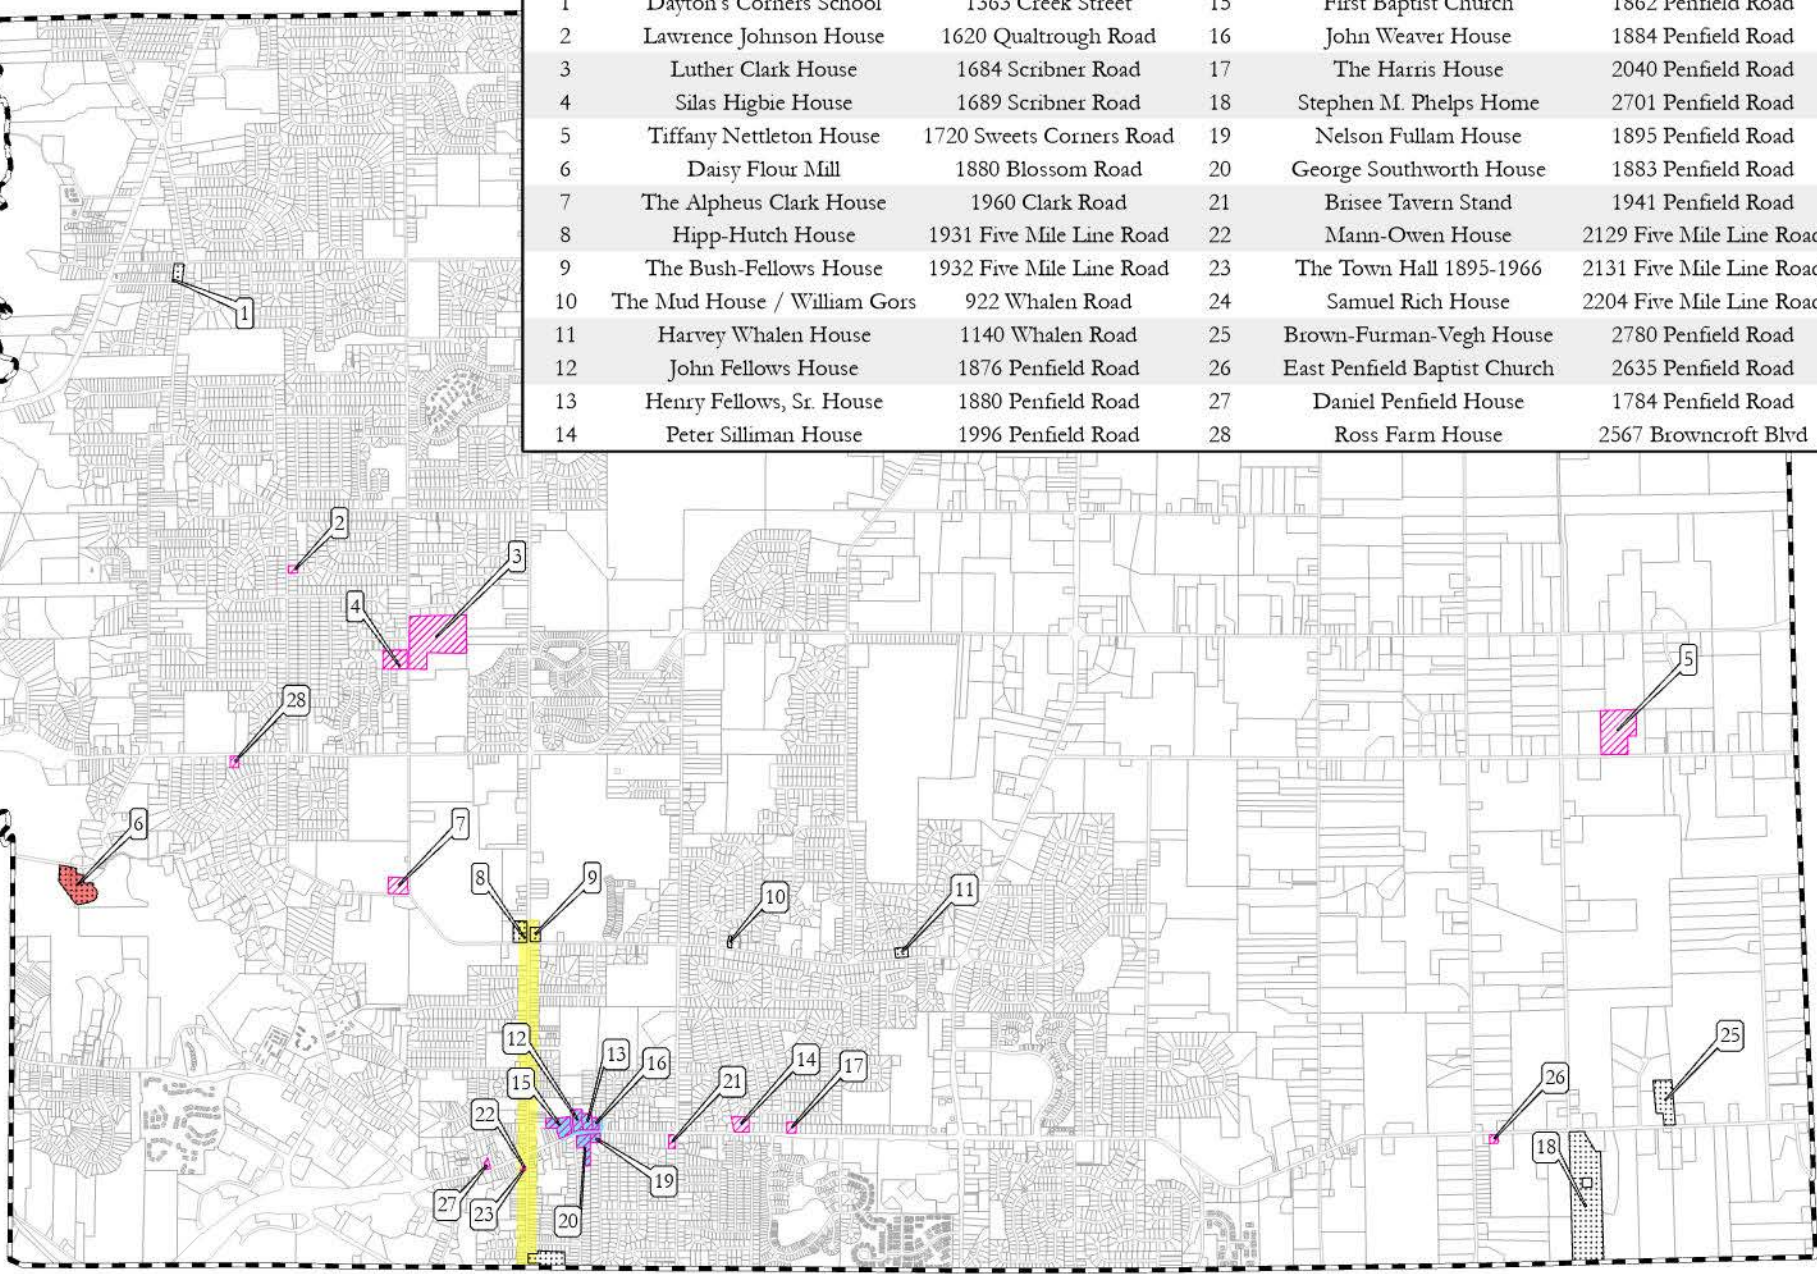 1 Dayton's Corners School 1363 Creek Street 15 First Baptist Church 1862 Penfield Road
2 Lawrence Johnson House 1620 Qualtrough Road 16 John Weaver House 1884 Penfield Road
3 Luther Clark House 1684 Scribner Road 17 The Harris House 2040 Penfield Road
4 Silas Higbie House 1689 Scribner Road 18 Stephen M. Phelps Home 2701 Penfield Road
5 Tiffany Nettleton House 1720 Sweets Corners Road 19 Nelson Fullam House 1895 Penfield Road
6 Daisy Flour Mill 1880 Blossom Road 20 George Southworth House 1883 Penfield Road
7 The Alpheus Clark House 1960 Clark Road 21 Brisee Tavern Stand 1941 Penfield Road
8 Hipp-Hutch House 1931 Five Mile Line Road 22 Mann-Owen House 2129 Five Mile Line Road
9 The Bush-Fellows House 1932 Five Mile Line Road 23 The Town Hall 1895-1966 2131 Five Mile Line Road
10 The Mud House / William Gors 922 Whalen Road 24 Samuel Rich House 2204 Five Mile Line Road
11 Harvey Whalen House 1140 Whalen Road 25 Brown-Furman-Vegh House 2780 Penfield Road
12 John Fellows House 1876 Penfield Road 26 East Penfield Baptist Church 2635 Penfield Road
13 Henry Fellows, Sr. House 1880 Penfield Road 27 Daniel Penfield House 1784 Penfield Road
14 Peter Silliman House 1996 Penfield Road 28 Ross Farm House 2567 Browncroft Blvd
1
2
3
4
5
28
6
7
8
9
10
11
12
13
16
14
17
15
21
22
25
26
18
19
27
23
20